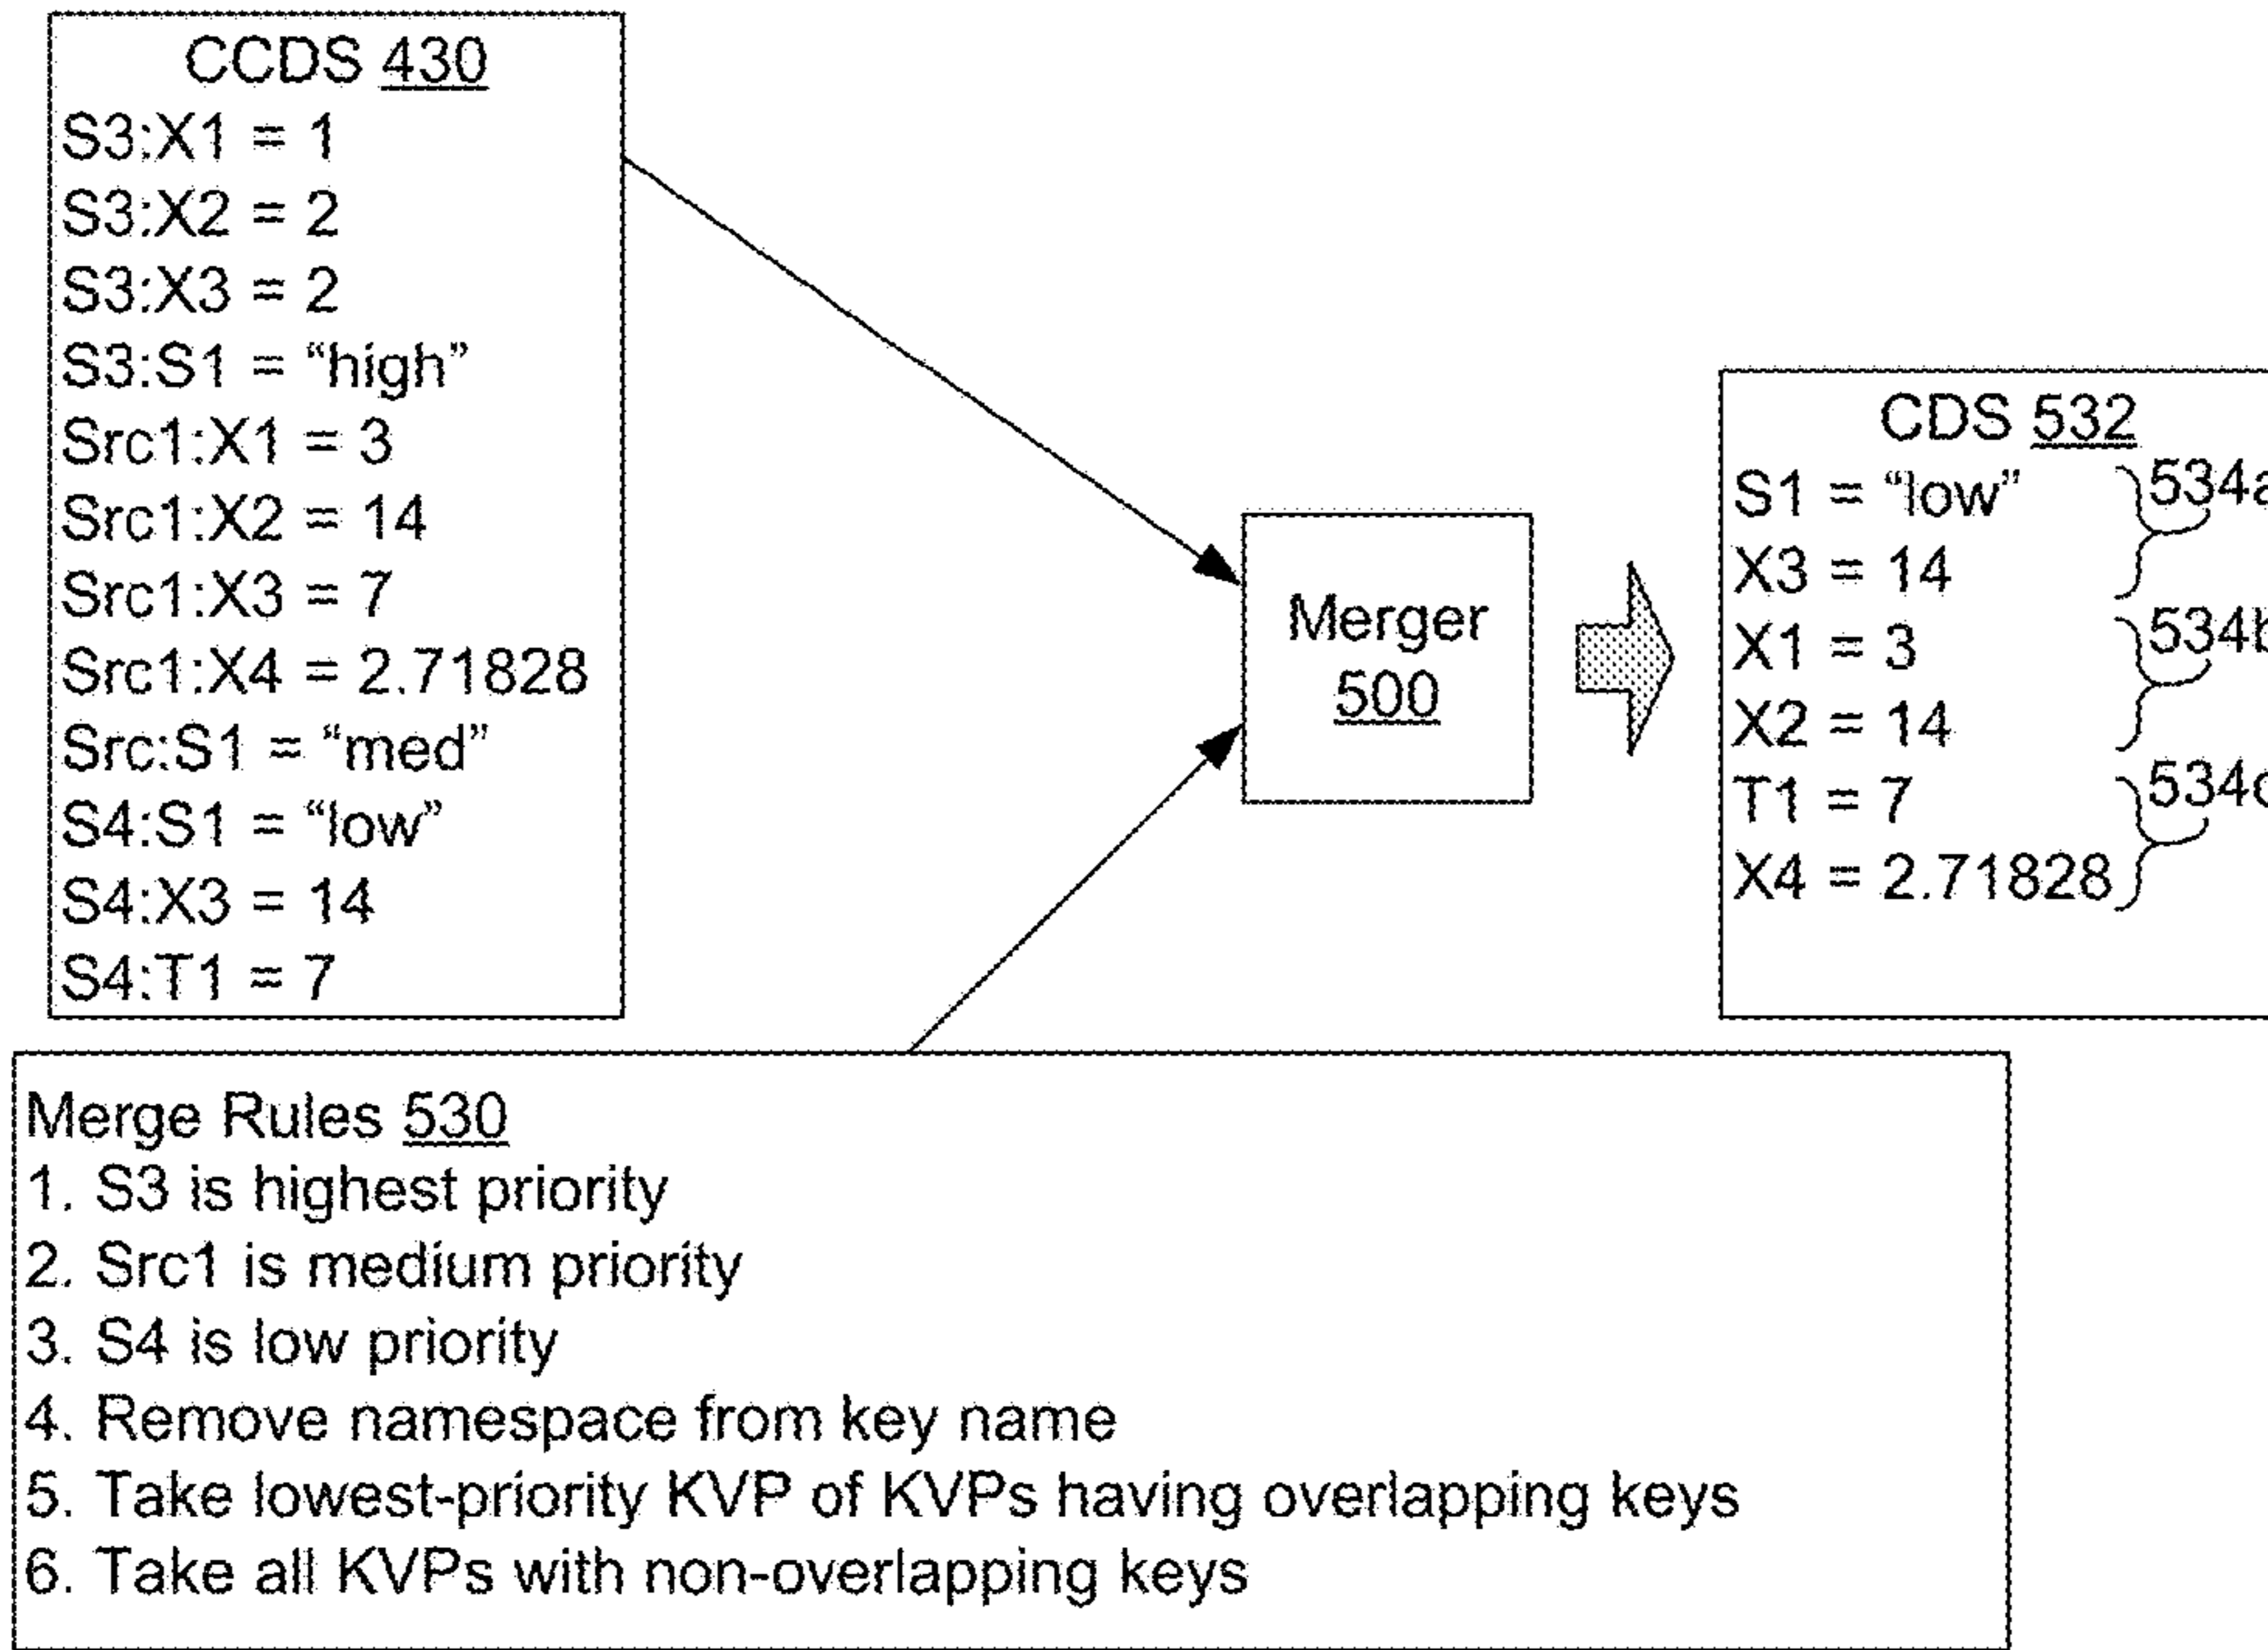 CCDS 430
S3:X1 = 1
S3:X2 = 2
S3:X3 = 2
S3:S1 = “high”
Src1:X1 = 3
Src1:X2 = 14
Src1:X3 = 7
Src1:X4 = 2.71828
Src:S1 = “med”
S4:S1 = “low”
S4:X3 = 14
S4:T1 = 7
Merger
500
CDS 532
S1 = “low” 534a
X3 = 14
X1 = 3 534b
X2 = 14
T1 = 7 534c
X4 = 2.71828
Merge Rules 530
1. S3 is highest priority
2. Src1 is medium priority
3. S4 is low priority
4. Remove namespace from key name
5. Take lowest-priority KVP of KVPs having overlapping keys
6. Take all KVPs with non-overlapping keys